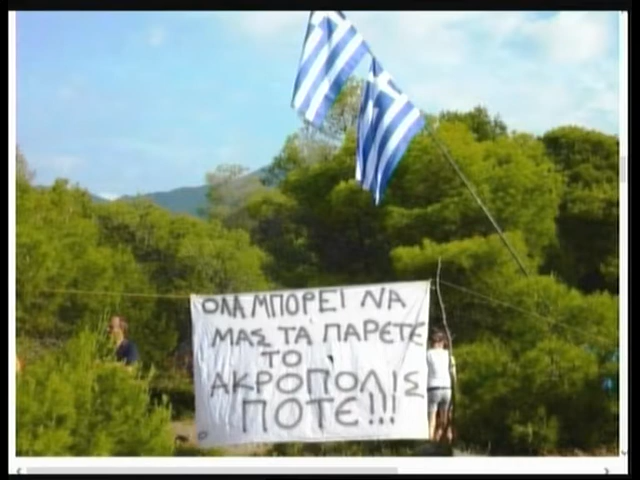 ΟΛΑ ΜΠΟΡΕΙ ΝΑ
ΜΑΣ ΤΑ ΠΑΡΕΤΕ
ΤΟ
ΑΚΡΟΠΟΛΙΣ
ΠΟΤΕ!!!